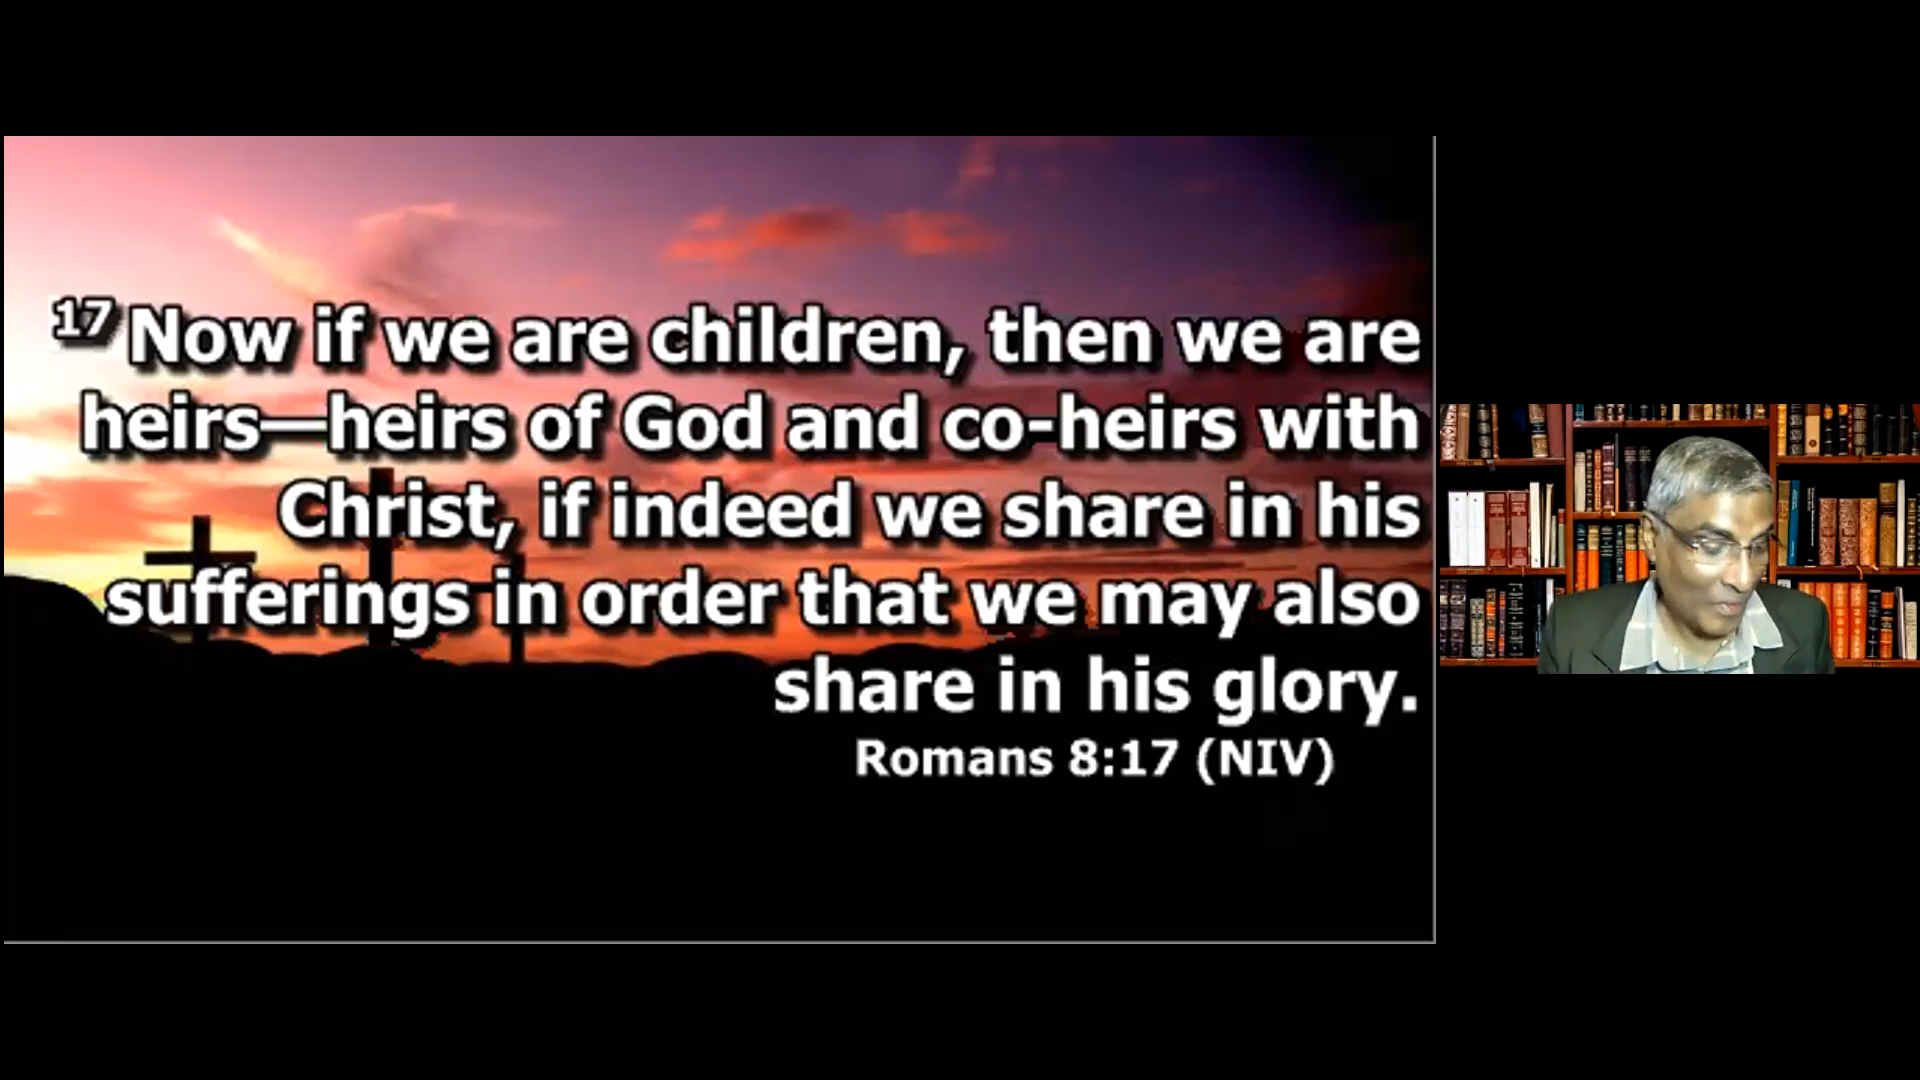 17 Now if we are children, then we are
heirs—heirs of God and co-heirs with
Christ, if indeed we share in his
sufferings in order that we may also
share in his glory.
Romans 8:17 (NIV)